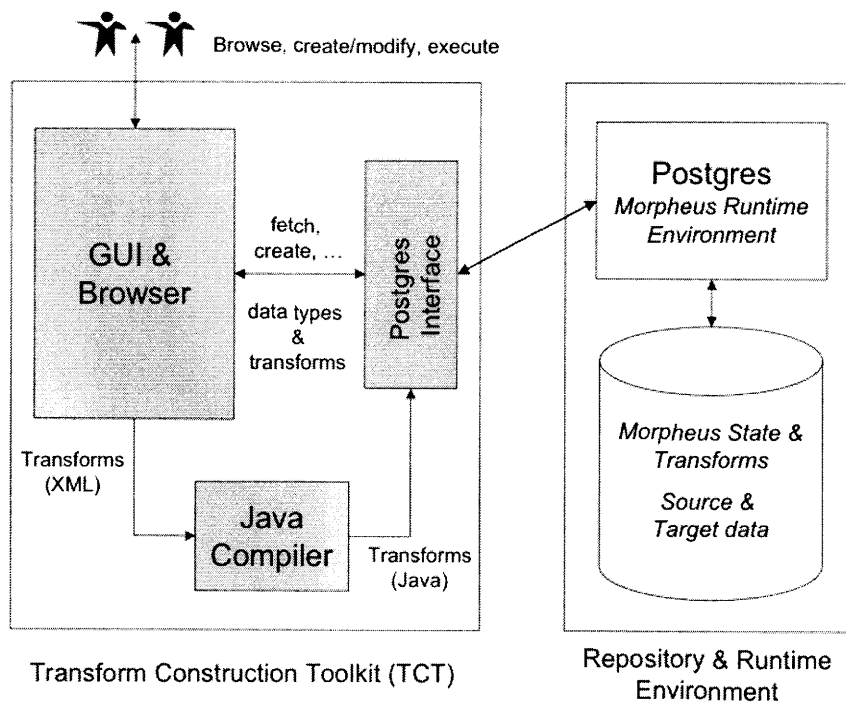 Browse, create/modify, execute
GUI &
Browser
fetch,
create, ...
data types
&
transforms
Postgres
Interface
Transforms
(XML)
Java
Compiler
Transforms
(Java)
Transform Construction Toolkit (TCT)
Postgres
Morpheus Runtime
Environment
Morpheus State &
Transforms
Source &
Target data
Repository & Runtime
Environment